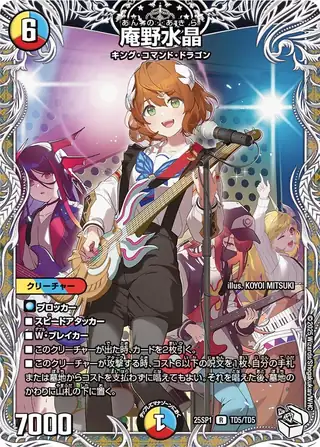 あんの あきら
6
庵野水晶
キング・コマンド・ドラゴン
illus. KOYOI MITSUKI
クリーチャー
ブロッカー
■スピードアタッカー
■W・ブレイカー
■このクリーチャーが出た時、カードを2枚引く。
■このクリーチャーが攻撃する時、コスト6以下の呪文を1枚、自分の手
札または墓地からコストを支払わずに唱えてもよい。それを唱えた後、墓地の
かわりに山札の下に置く。
7000
1
25SP1 R TD5/TD5